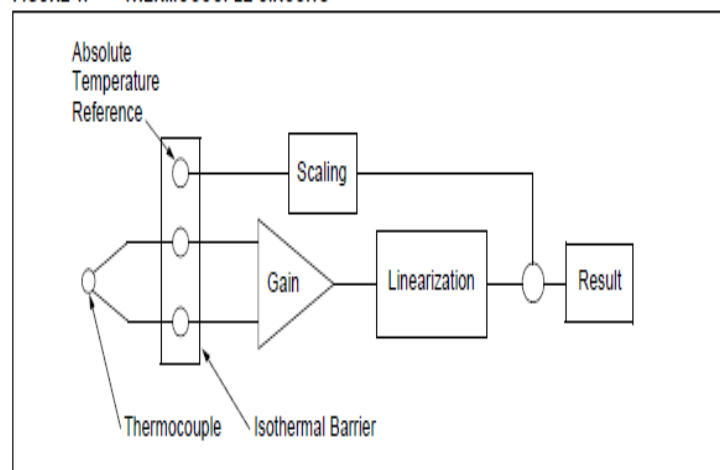 Absolute
Temperature
Reference
Scaling
Gain
Linearization
Result
Thermocouple
Isothermal Barrier